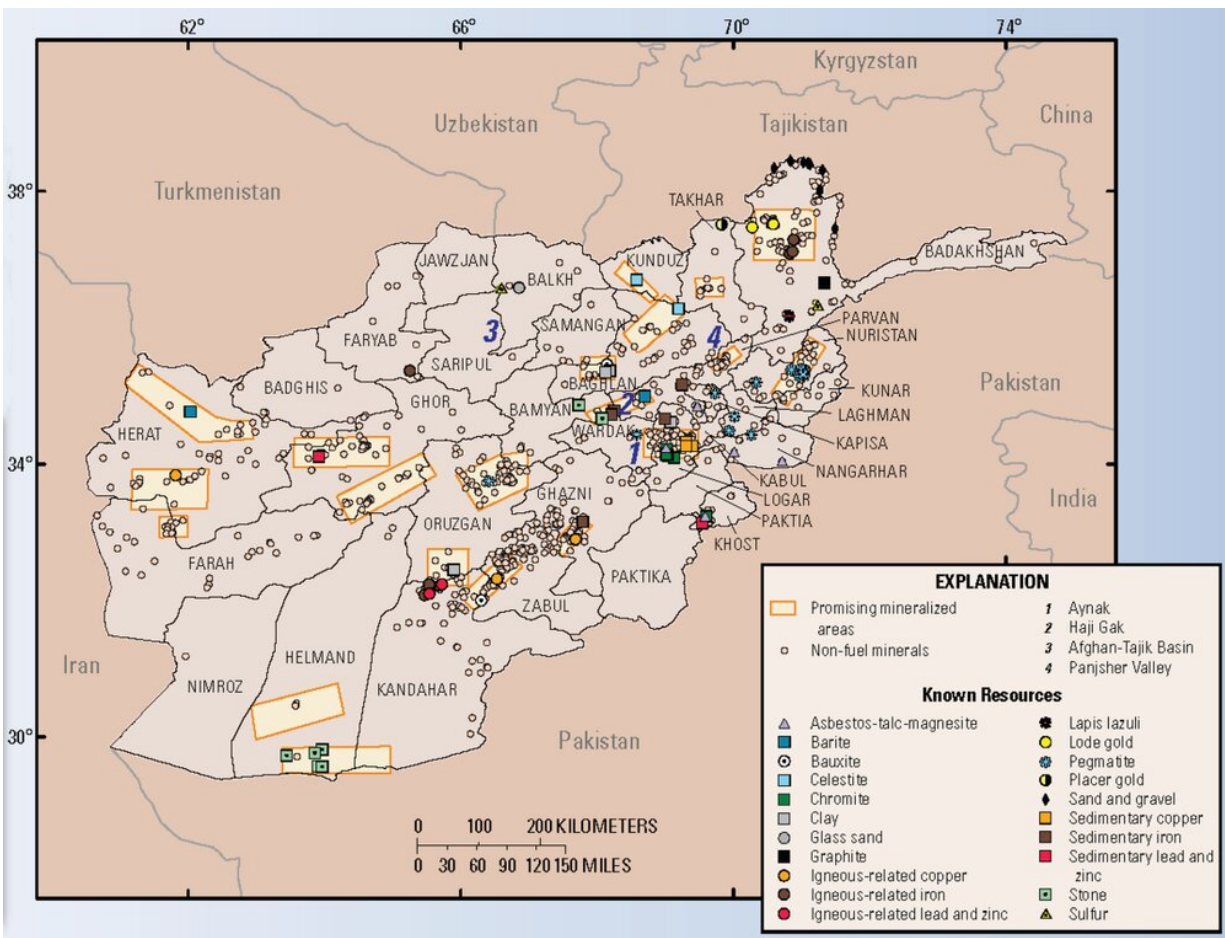 62° 66° 70° 74°
Kyrgyzstan
Uzbekistan Tajikistan China
38°
Turkmenistan
TAKHAR
JAWZJAN BALKH KUNDUZ BADAKHSHAN
3 SAMANGAN 4 PARVAN
FARYAB NURISTAN
SARIPUL
BADGHIS BAGHLAN KUNAR Pakistan
GHOR BAMYAN 2 LAGHMAN
HERAT WARDAK KAPISA
34° 1 NANGARHAR
KABUL
GHAZNI LOGAR India
ORUZGAN PAKTIA
KHOST
FARAH PAKTIKA
ZABUL
Iran HELMAND
NIMROZ KANDAHAR
30° Pakistan
0 100 200 KILOMETERS
0 30 60 90 120 150 MILES
EXPLANATION
Promising mineralized
areas
Non-fuel minerals
1 Aynak
2 Haji Gak
3 Afghan-Tajik Basin
4 Panjsher Valley
Known Resources
Asbestos-talc-magnesite
Barite
Bauxite
Celestite
Chromite
Clay
Glass sand
Graphite
Igneous-related copper
Igneous-related iron
Igneous-related lead and zinc
Lapis lazuli
Lode gold
Pegmatite
Placer gold
Sand and gravel
Sedimentary copper
Sedimentary iron
Sedimentary lead and
zinc
Stone
Sulfur